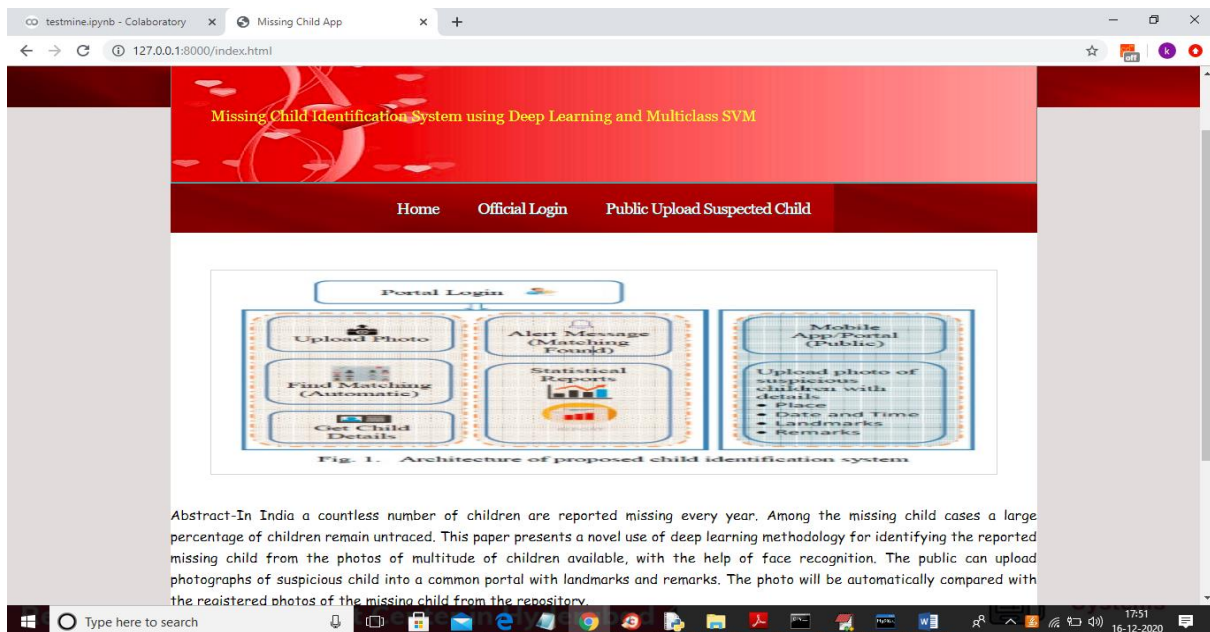 testmine.ipynb - Colaboratory
Missing Child App
127.0.0.1:8000/index.html
off
k
Missing Child Identification System using Deep Learning and Multiclass SVM
Home Official Login Public Upload Suspected Child
Portal Login
Upload Photo
Find Matching
(Automatic)
Get Child
Details
Alert Message
(Matching
Found)
Statistical
Reports
Mobile
App/Portal
(Public)
Upload photo of
suspicious
children with
details
• Place
• Date and Time
• Landmarks
• Remarks
Fig. 1. Architecture of proposed child identification system
Abstract-In India a countless number of children are reported missing every year. Among the missing child cases a large
percentage of children remain untraced. This paper presents a novel use of deep learning methodology for identifying the reported
missing child from the photos of multitude of children available, with the help of face recognition. The public can upload
photographs of suspicious child into a common portal with landmarks and remarks. The photo will be automatically compared with
the registered photos of the missing child from the repository.
Type here to search
17:51
16-12-2020